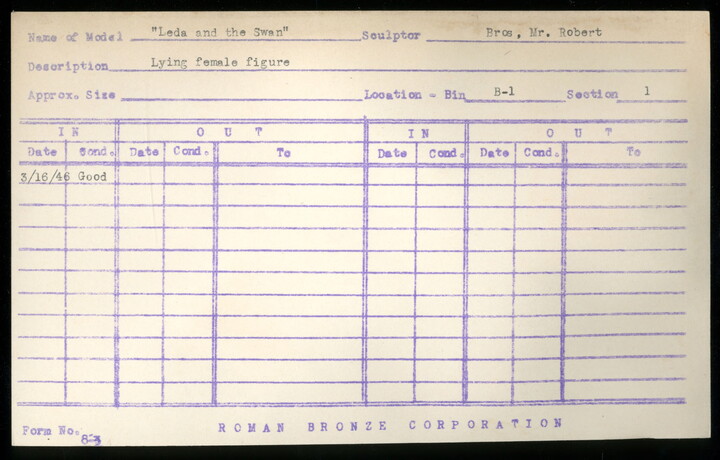 Name of Model "Leda and the Swan" Sculptor Bros, Mr. Robert
Description Lying female figure
Approx. Size Location - Bin B-1 Section 1
IN OUT IN OUT
Date Cond. Date Cond. To Date Cond. Date Cond. To
3/16/46 Good
Form No. 8-3 ROMAN BRONZE CORPORATION